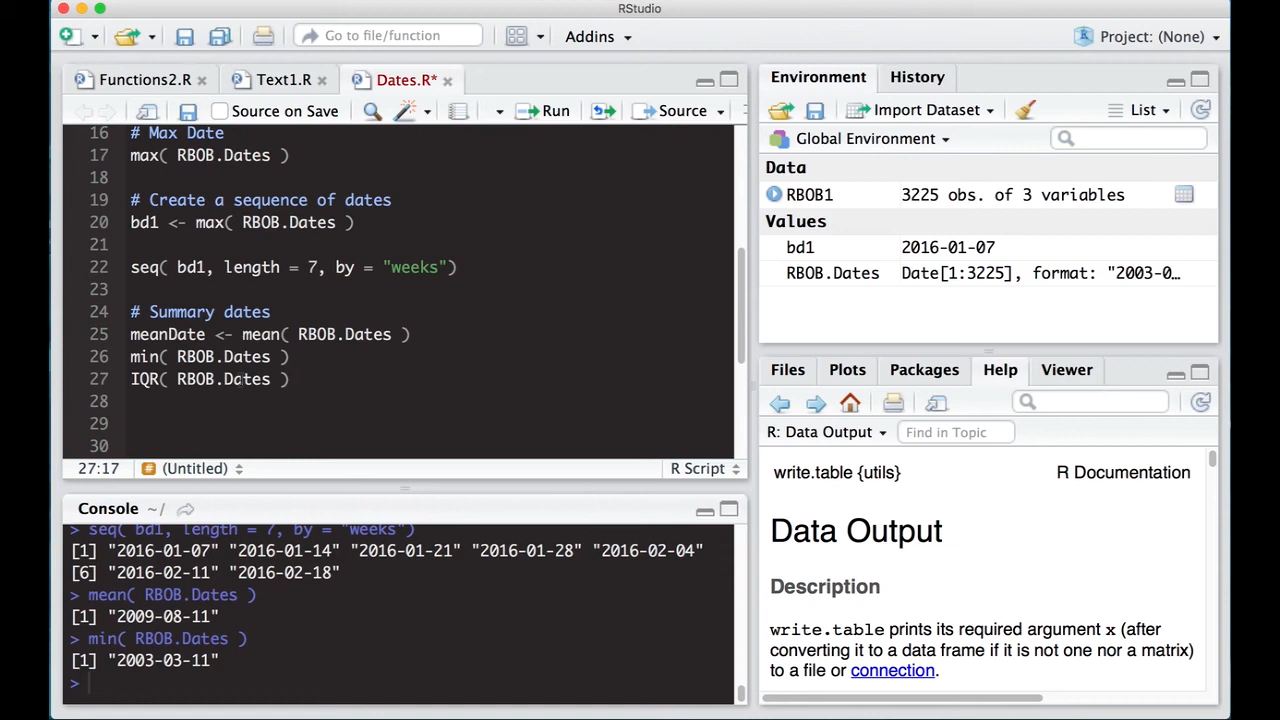 RStudio
Go to file/function
Addins
Project: (None)
Functions2.R
Text1.R
Dates.R*
Source on Save
Run
Source
16 # Max Date
17 max( RBOB.Dates )
18
19 # Create a sequence of dates
20 bd1 <- max( RBOB.Dates )
21
22 seq( bd1, length = 7, by = "weeks")
23
24 # Summary dates
25 meanDate <- mean( RBOB.Dates )
26 min( RBOB.Dates )
27 IQR( RBOB.Dates )
28
29
30
27:17 # (Untitled) R Script
Console ~/
> seq( bd1, length = 7, by = "weeks")
[1] "2016-01-07" "2016-01-14" "2016-01-21" "2016-01-28" "2016-02-04"
[6] "2016-02-11" "2016-02-18"
> mean( RBOB.Dates )
[1] "2009-08-11"
> min( RBOB.Dates )
[1] "2003-03-11"
>
Environment History
Import Dataset List
Global Environment
Data
RBOB1 3225 obs. of 3 variables
Values
bd1 2016-01-07
RBOB.Dates Date[1:3225], format: "2003-0…
Files Plots Packages Help Viewer
R: Data Output Find in Topic
write.table {utils} R Documentation
Data Output
Description
write.table prints its required argument x (after
converting it to a data frame if it is not one nor a matrix)
to a file or connection.